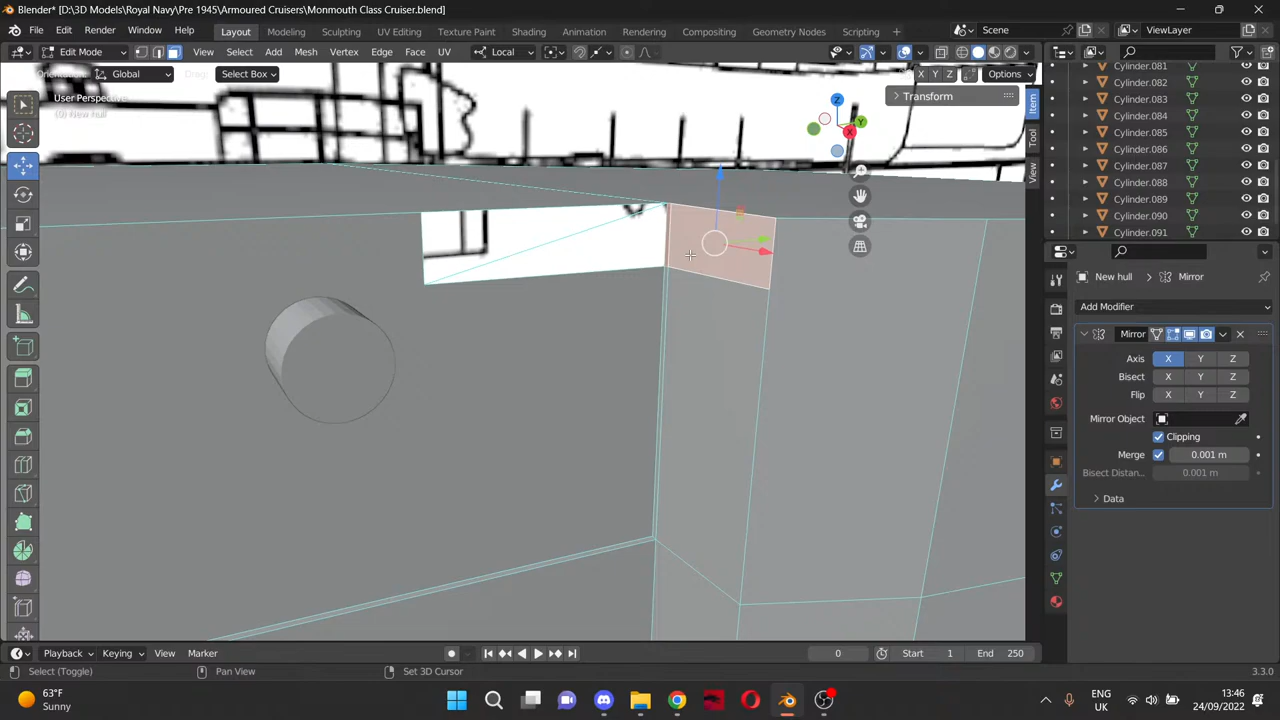 Blender* [D:\3D Models\Royal Navy\Pre 1945\Armoured Cruisers\Monmouth Class Cruiser.blend]
File Edit Render Window Help Layout Modeling Sculpting UV Editing Texture Paint Shading Animation Rendering Compositing Geometry Nodes Scripting Scene ViewLayer
Edit Mode View Select Add Mesh Vertex Edge Face UV Local
Orientation: Global Drag: Select Box X Y Z Options
User Perspective
(0) New hull
Transform
Z
Y
X
Item
Tool
View
Cylinder.081
Cylinder.082
Cylinder.083
Cylinder.084
Cylinder.085
Cylinder.086
Cylinder.087
Cylinder.088
Cylinder.089
Cylinder.090
Cylinder.091
New hull Mirror
Add Modifier
Mirror
Axis X Y Z
Bisect X Y Z
Flip X Y Z
Mirror Object
Clipping
Merge 0.001 m
Bisect Distan... 0.001 m
Data
Playback Keying View Marker 0 Start 1 End 250
Select (Toggle) Pan View Set 3D Cursor 3.3.0
63°F
Sunny
ENG
UK
13:46
24/09/2022